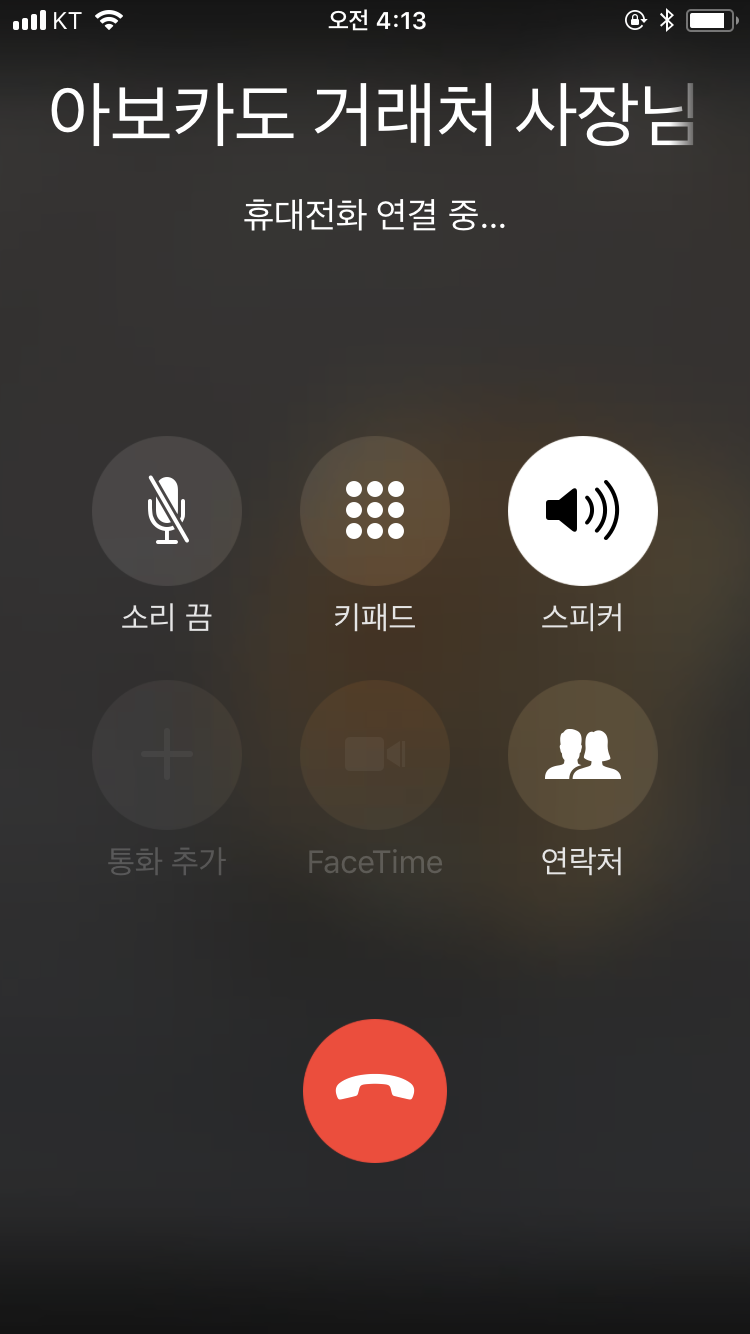 KT 오전 4:13
아보카도 거래처 사장님
휴대전화 연결 중...
소리 끔 키패드 스피커
통화 추가 FaceTime 연락처